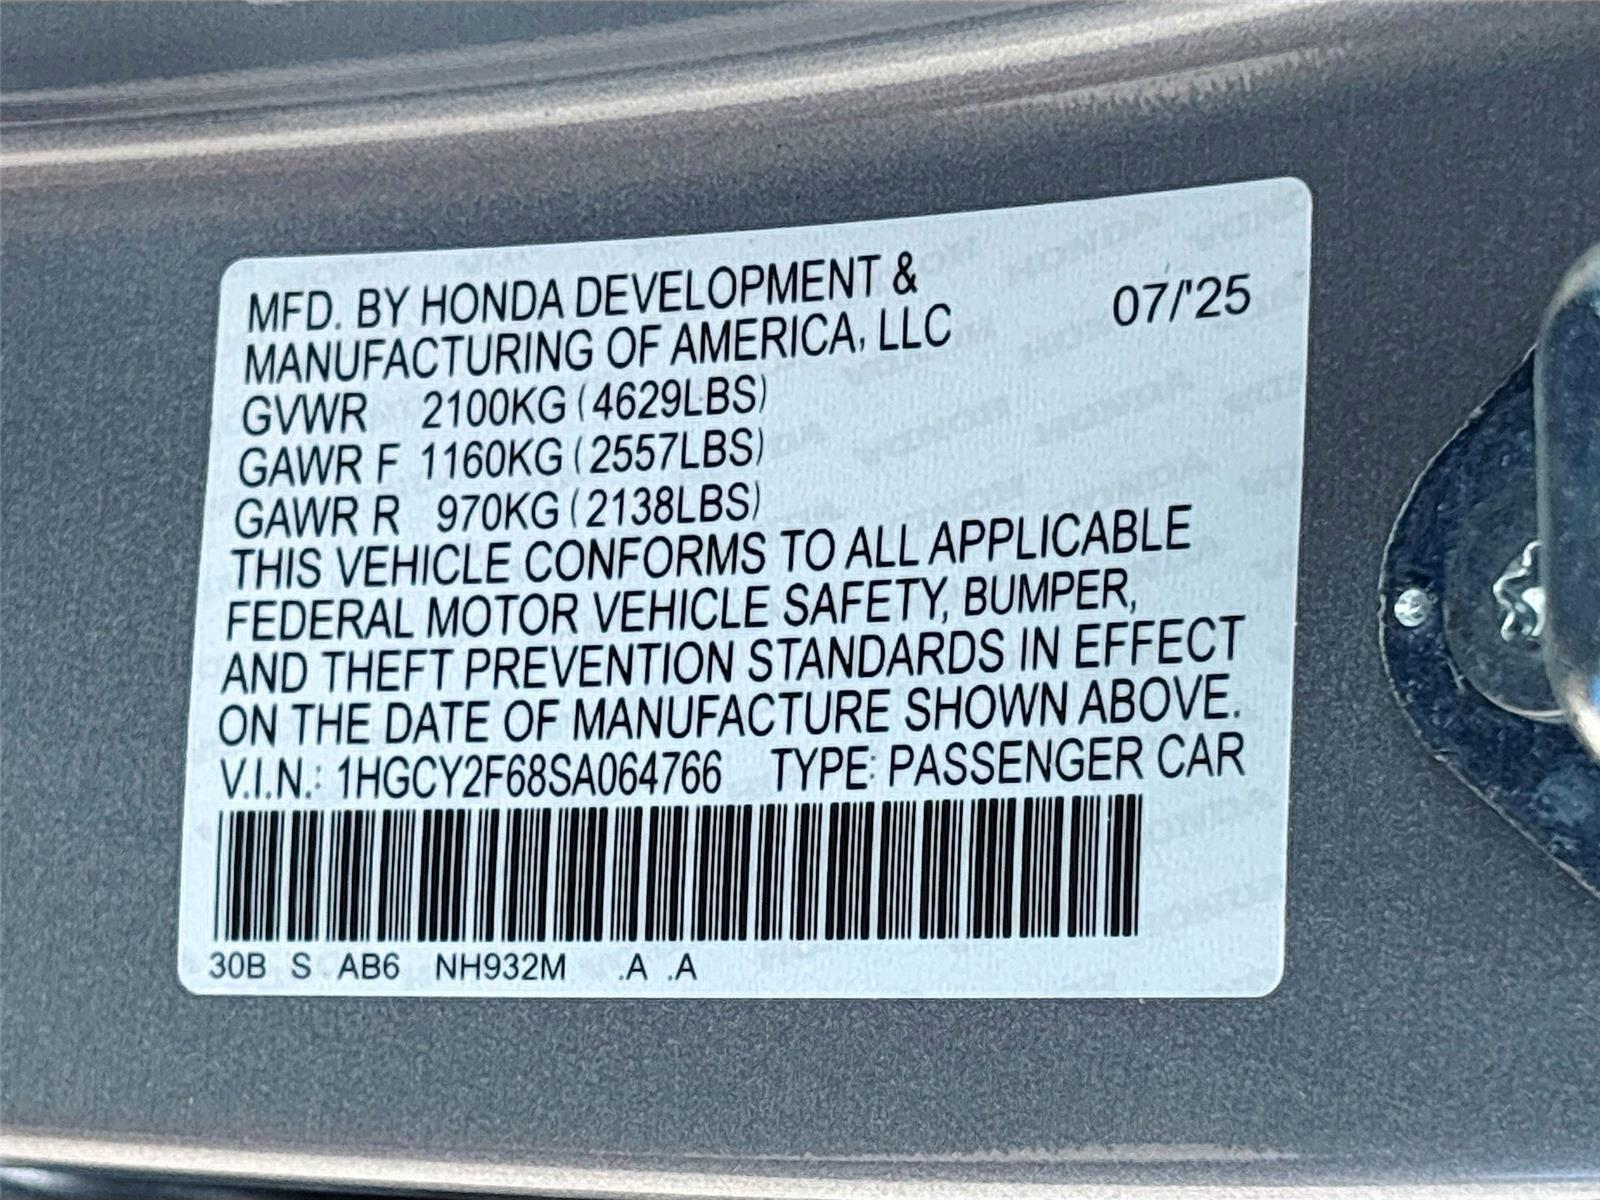 MFD. BY HONDA DEVELOPMENT &
MANUFACTURING OF AMERICA, LLC 07/'25
GVWR 2100KG (4629LBS)
GAWR F 1160KG (2557LBS)
GAWR R 970KG (2138LBS)
THIS VEHICLE CONFORMS TO ALL APPLICABLE
FEDERAL MOTOR VEHICLE SAFETY, BUMPER,
AND THEFT PREVENTION STANDARDS IN EFFECT
ON THE DATE OF MANUFACTURE SHOWN ABOVE.
V.I.N.: 1HGCY2F68SA064766 TYPE: PASSENGER CAR
30B S AB6 NH932M .A .A